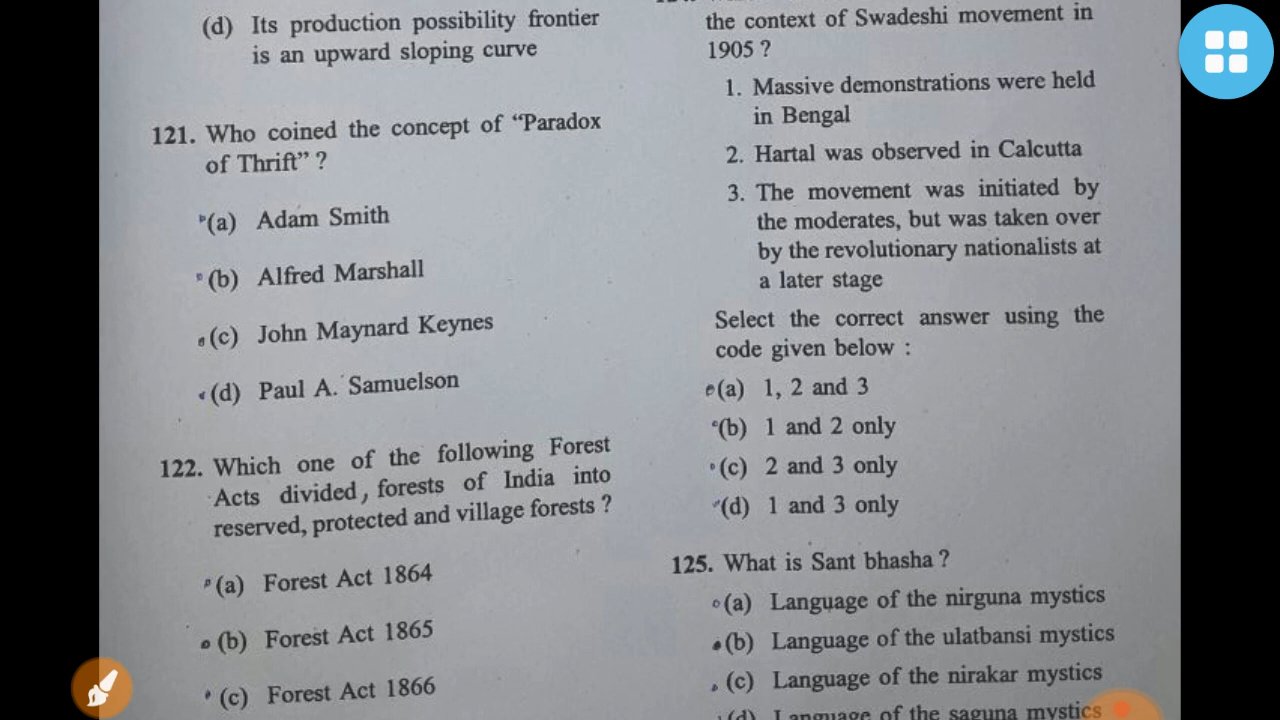 (d) Its production possibility frontier
is an upward sloping curve
121. Who coined the concept of “Paradox
of Thrift” ?
(a) Adam Smith
(b) Alfred Marshall
(c) John Maynard Keynes
(d) Paul A. Samuelson
122. Which one of the following Forest
Acts divided, forests of India into
reserved, protected and village forests ?
(a) Forest Act 1864
(b) Forest Act 1865
(c) Forest Act 1866
the context of Swadeshi movement in
1905 ?
1. Massive demonstrations were held
in Bengal
2. Hartal was observed in Calcutta
3. The movement was initiated by
the moderates, but was taken over
by the revolutionary nationalists at
a later stage
Select the correct answer using the
code given below :
(a) 1, 2 and 3
(b) 1 and 2 only
(c) 2 and 3 only
(d) 1 and 3 only
125. What is Sant bhasha ?
(a) Language of the nirguna mystics
(b) Language of the ulatbansi mystics
(c) Language of the nirakar mystics
(d) Language of the saguna mystics